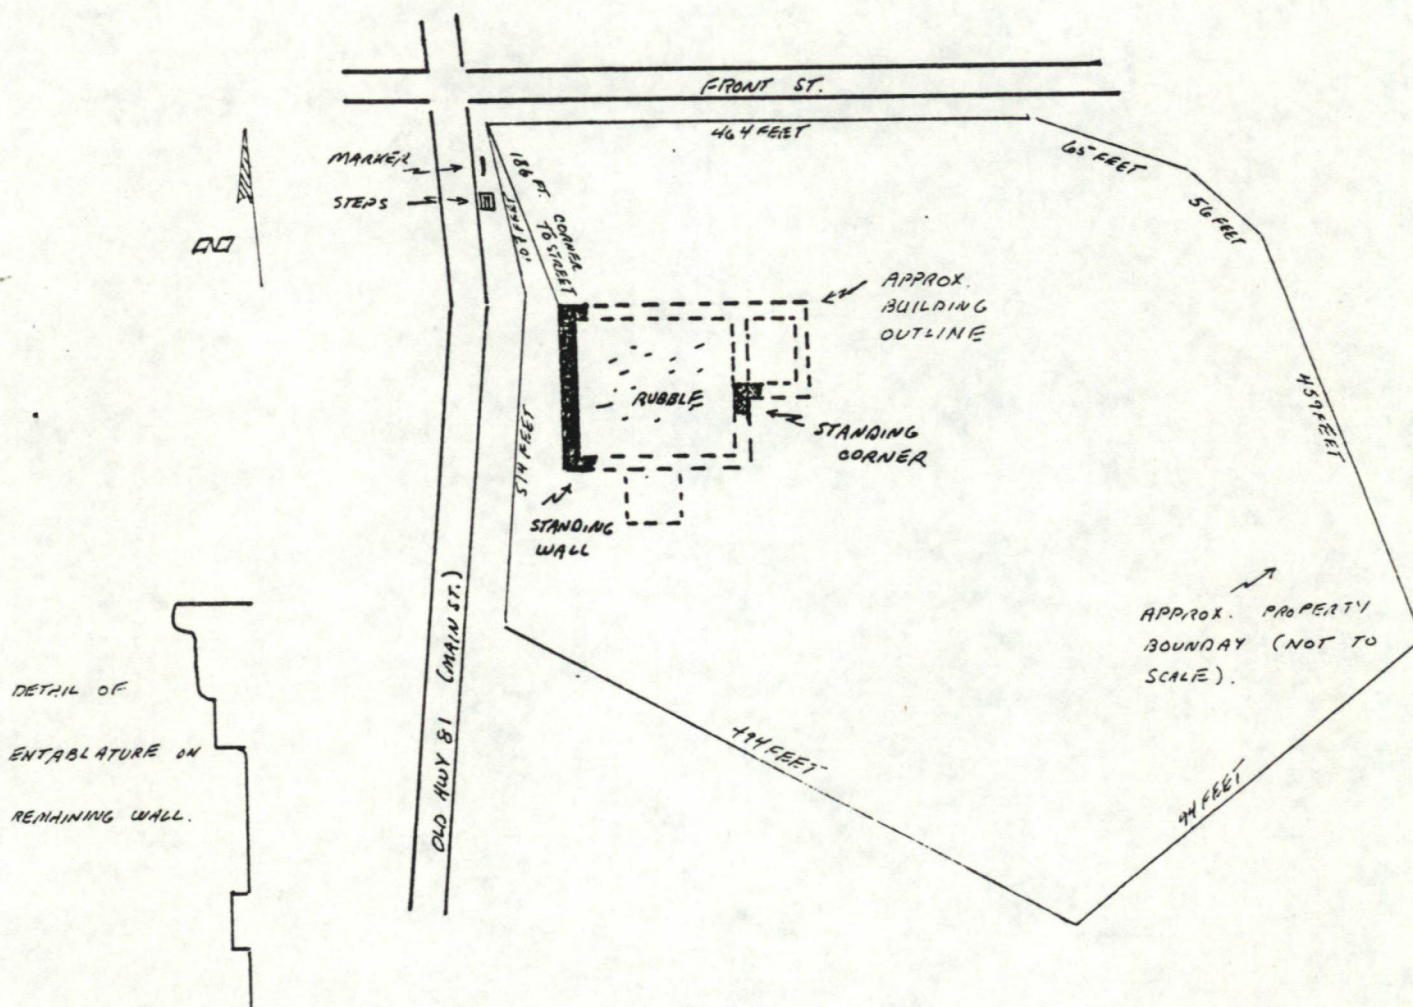 FRONT ST.
464 FEET
65 FEET
56 FEET
MARKER
STEPS
186 FT. CORNER
TO STREET
APPROX.
BUILDING
OUTLINE
459 FEET
RUBBLE
STANDING
CORNER
514 FEET
STANDING
WALL
OLD HWY 81 (MAIN ST.)
APPROX. PROPERTY
BOUNDAY (NOT TO
SCALE).
DETAIL OF
ENTABLATURE ON
REMAINING WALL.
494 FEET
94 FEET